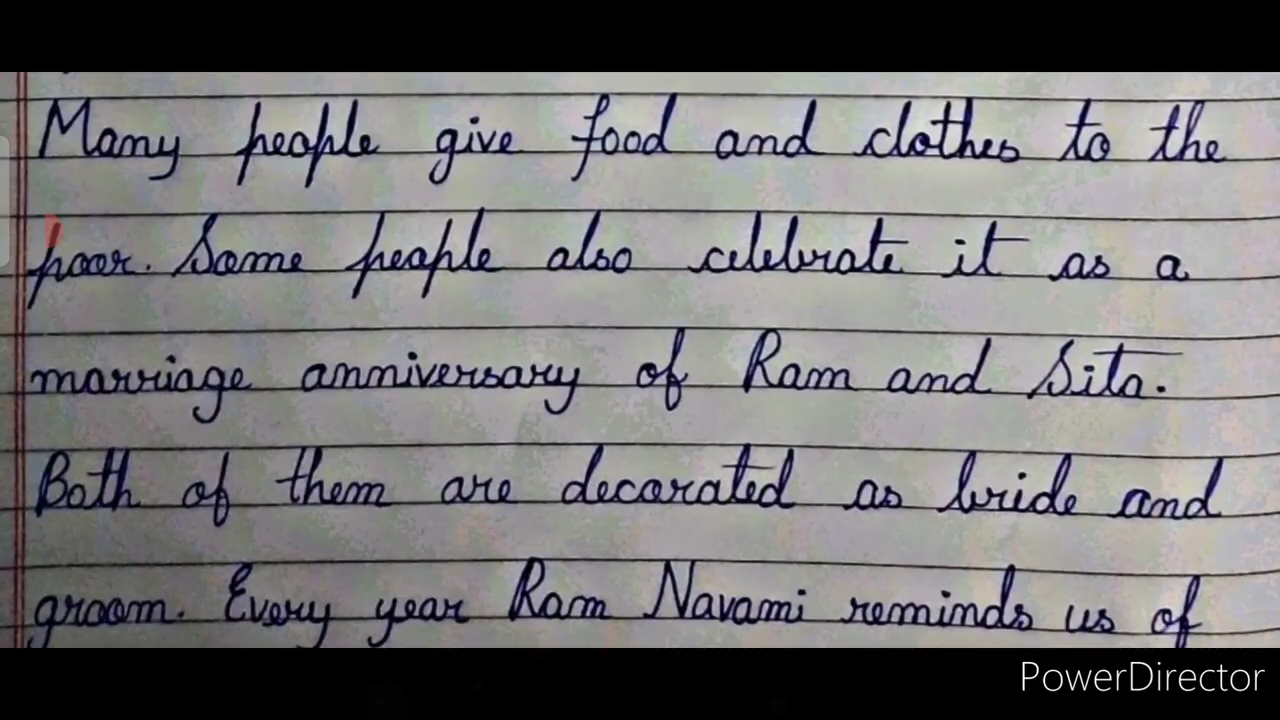 Many people give food and clothes to the
poor. Some people also celebrate it as a
marriage anniversary of Ram and Sita.
Both of them are decorated as bride and
groom. Every year Ram Navami reminds us of
PowerDirector